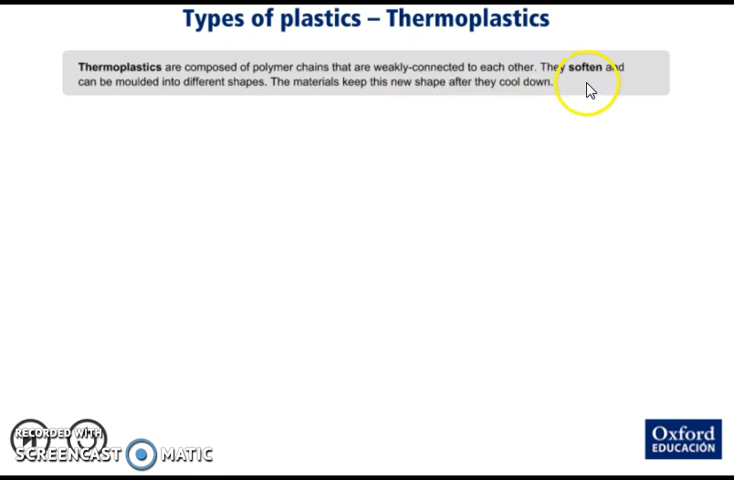 Types of plastics – Thermoplastics
Thermoplastics are composed of polymer chains that are weakly-connected to each other. They soften and
can be moulded into different shapes. The materials keep this new shape after they cool down.
RECORDED WITH
SCREENCAST MATIC
Oxford
EDUCACIÓN